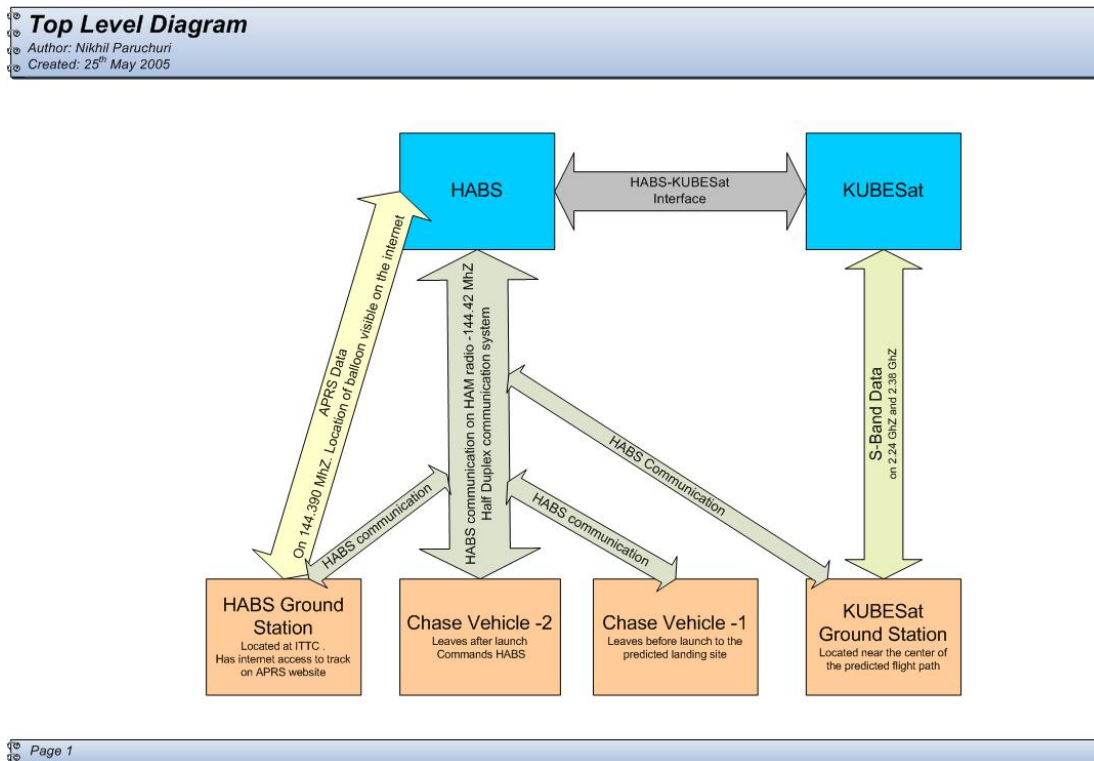 Top Level Diagram
Author: Nikhil Paruchuri
Created: 25th May 2005
HABS
HABS-KUBESat
Interface
KUBESat
APRS Data
On 144.390 MhZ. Location of balloon visible on the internet
HABS communication on HAM radio -144.42 MhZ
Half Duplex communication system
S-Band Data
on 2.24 GhZ and 2.38 GhZ
HABS communication
HABS communication
HABS Communication
HABS Ground
Station
Located at ITTC .
Has internet access to track
on APRS website
Chase Vehicle -2
Leaves after launch
Commands HABS
Chase Vehicle -1
Leaves before launch to the
predicted landing site
KUBESat
Ground Station
Located near the center of
the predicted flight path
Page 1